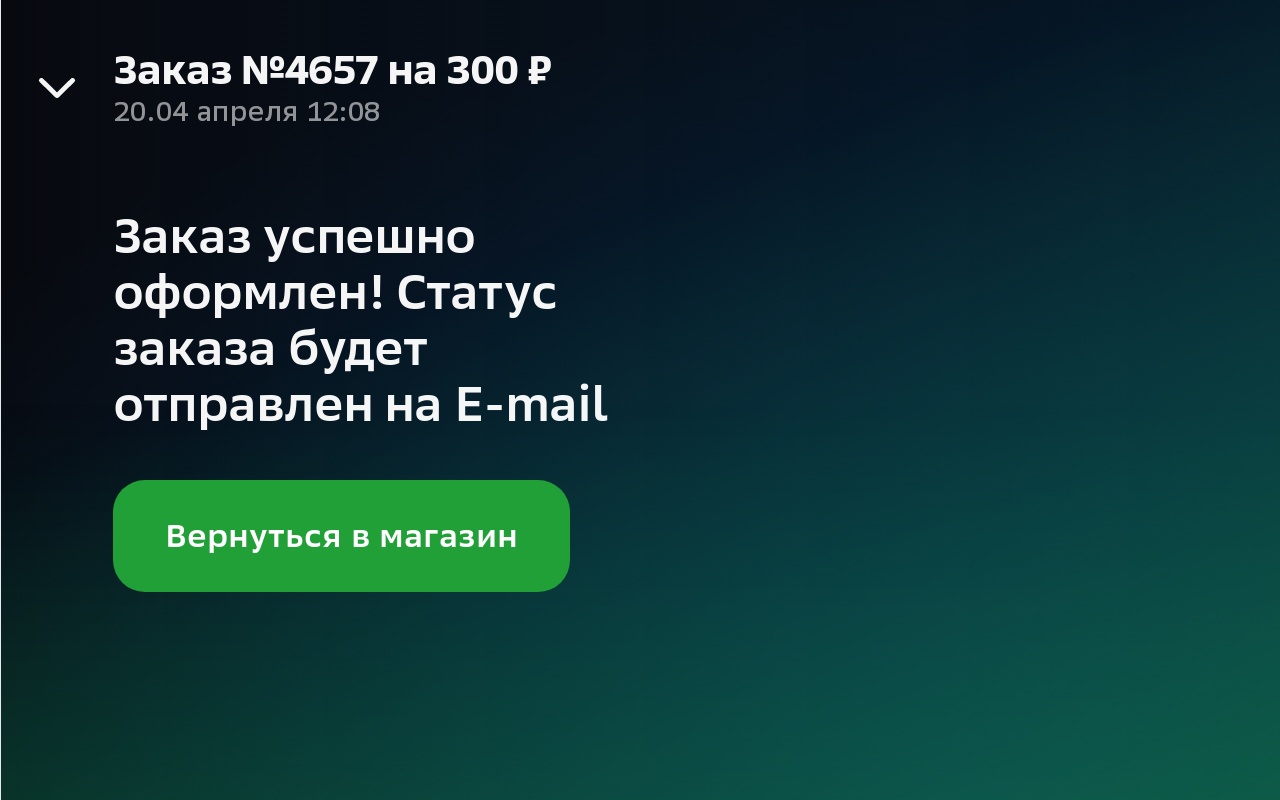 Заказ №4657 на 300 ₽
20.04 апреля 12:08
Заказ успешно
оформлен! Статус
заказа будет
отправлен на E-mail
Вернуться в магазин